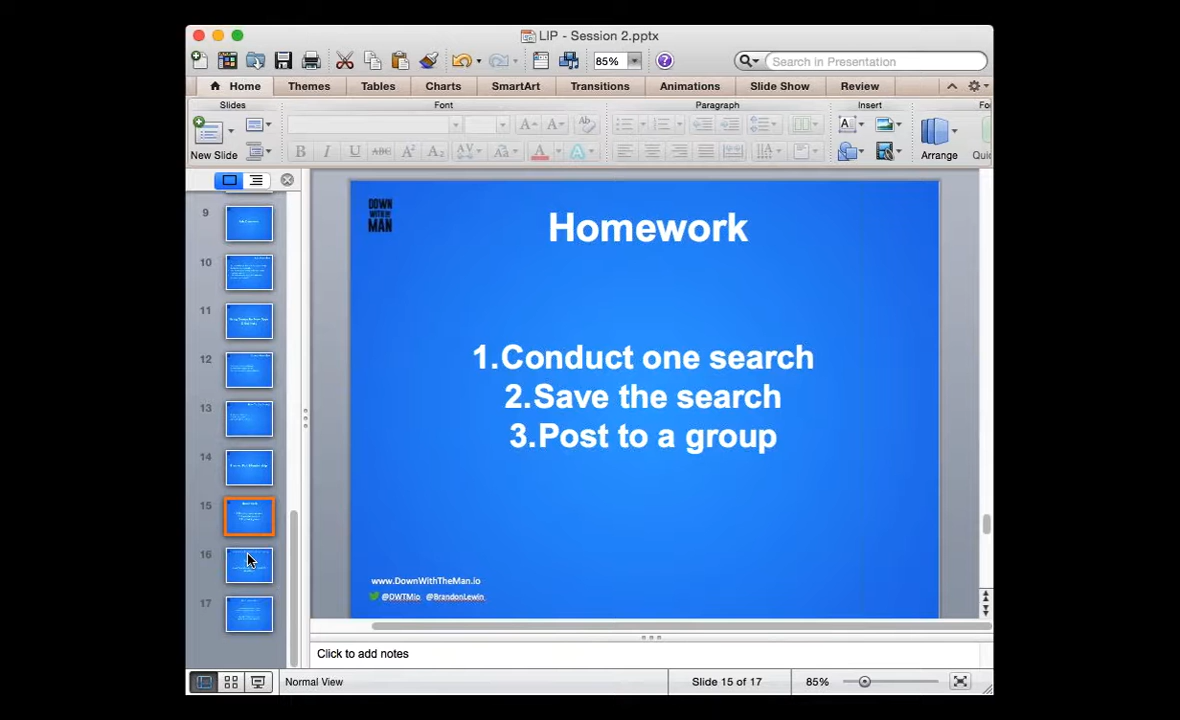 LIP - Session 2.pptx
85%
Search in Presentation
Home
Themes
Tables
Charts
SmartArt
Transitions
Animations
Slide Show
Review
Slides
Font
Paragraph
Insert
New Slide
Arrange
9
10
11
12
13
14
15
16
17
DOWN
WITH THE
MAN
Homework
1.Conduct one search
2.Save the search
3.Post to a group
www.DownWithTheMan.io
@DWTMio @BrandonLewin
Click to add notes
Normal View
Slide 15 of 17
85%